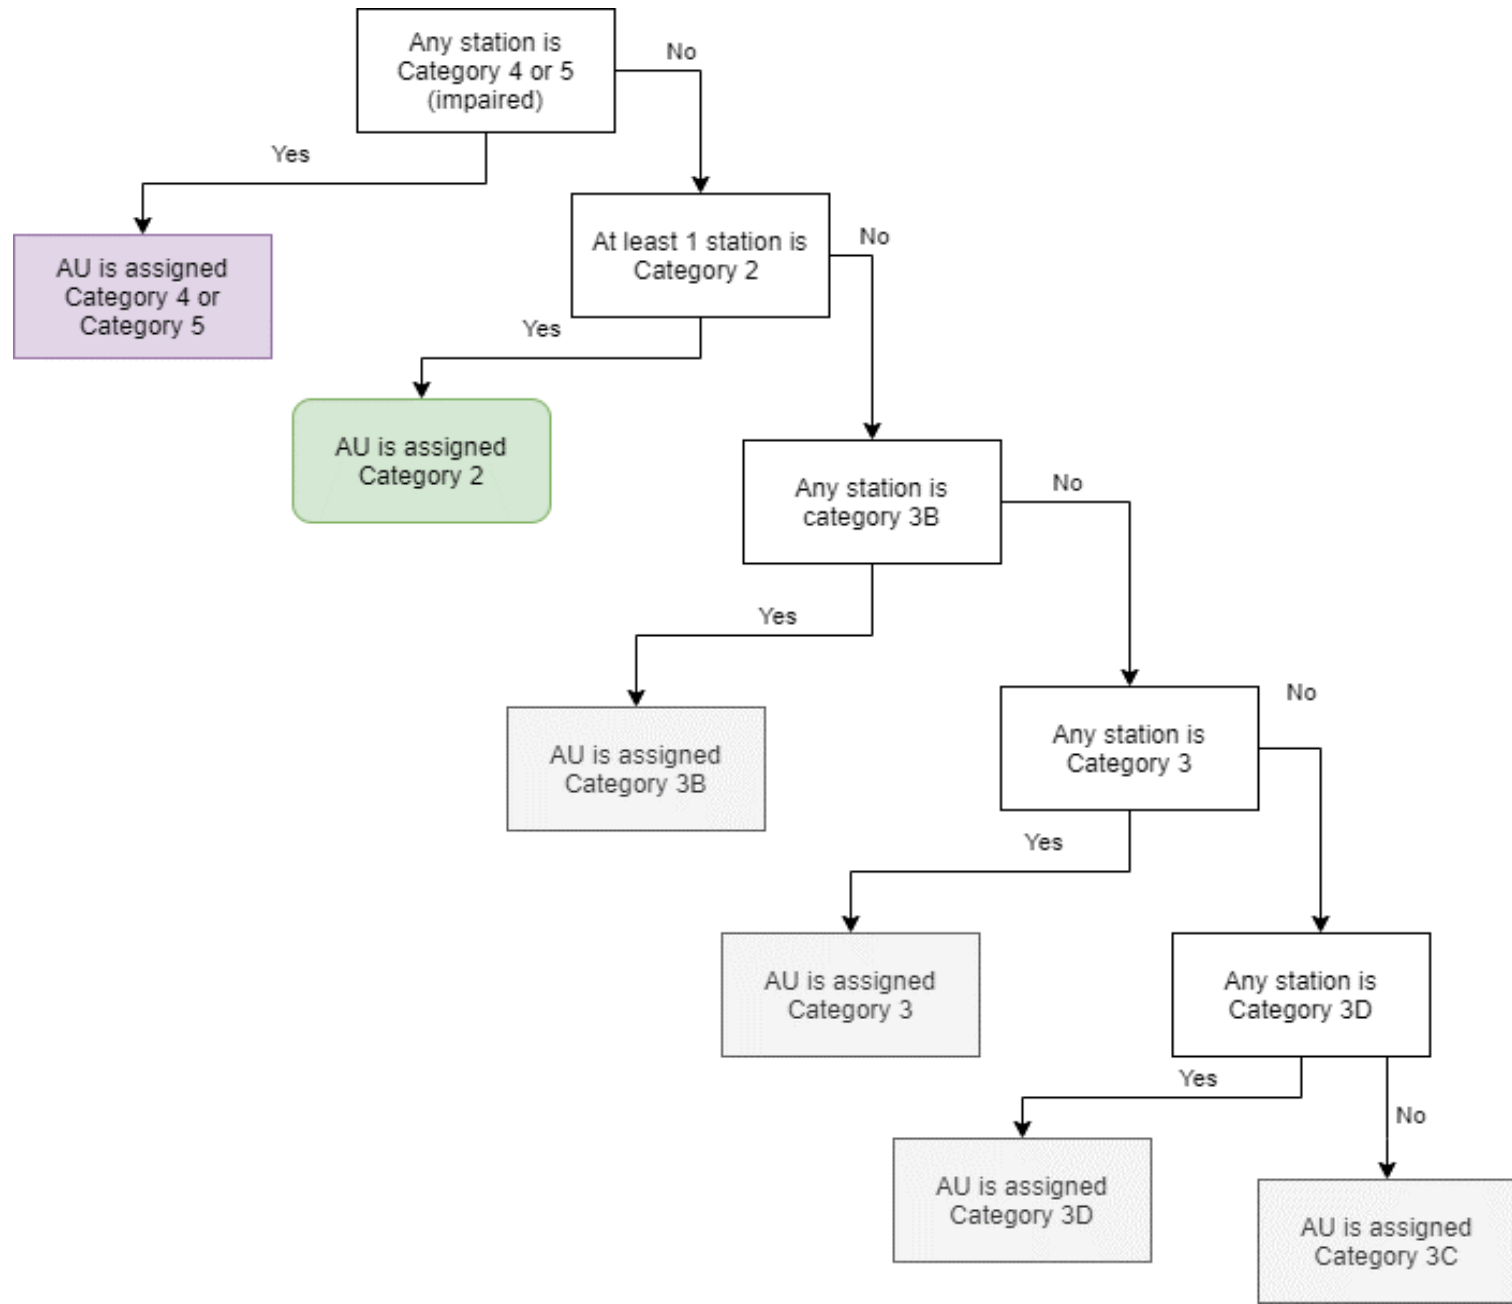 Any station is
Category 4 or 5
(impaired)
No
Yes
AU is assigned
Category 4 or
Category 5
At least 1 station is
Category 2
No
Yes
AU is assigned
Category 2
Any station is
category 3B
No
Yes
AU is assigned
Category 3B
Any station is
Category 3
No
Yes
AU is assigned
Category 3
Any station is
Category 3D
Yes
No
AU is assigned
Category 3D
AU is assigned
Category 3C